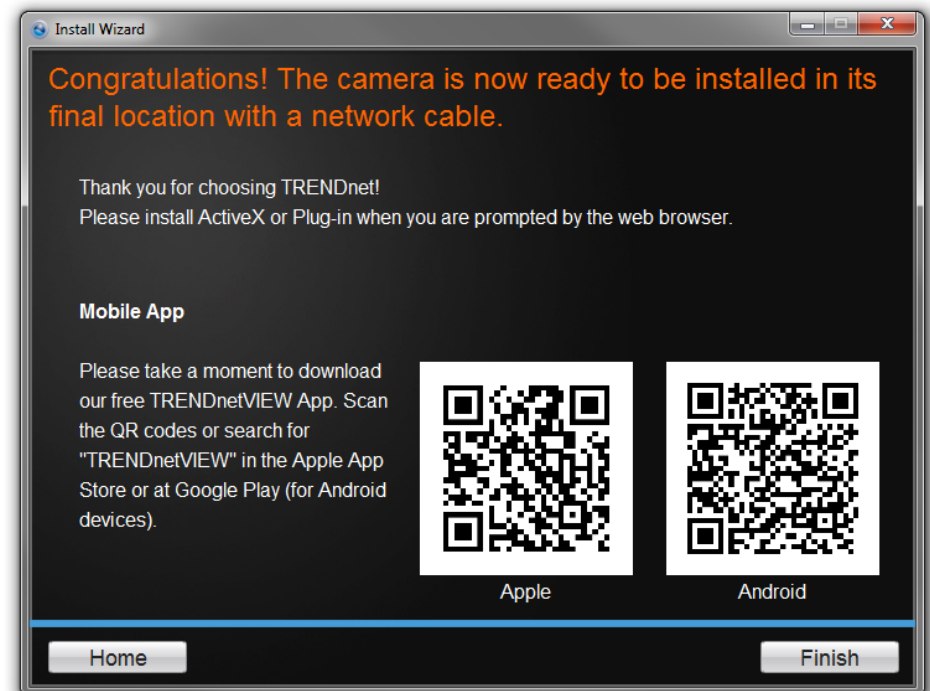 Install Wizard
Congratulations! The camera is now ready to be installed in its
final location with a network cable.
Thank you for choosing TRENDnet!
Please install ActiveX or Plug-in when you are prompted by the web browser.
Mobile App
Please take a moment to download
our free TRENDnetVIEW App. Scan
the QR codes or search for
"TRENDnetVIEW" in the Apple App
Store or at Google Play (for Android
devices).
Apple
Android
Home
Finish